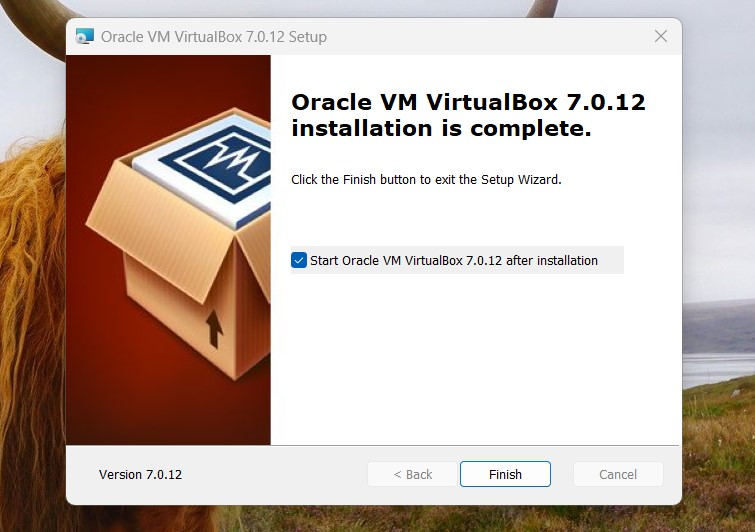 Oracle VM VirtualBox 7.0.12 Setup
Oracle VM VirtualBox 7.0.12
installation is complete.
Click the Finish button to exit the Setup Wizard.
Start Oracle VM VirtualBox 7.0.12 after installation
Version 7.0.12
< Back
Finish
Cancel